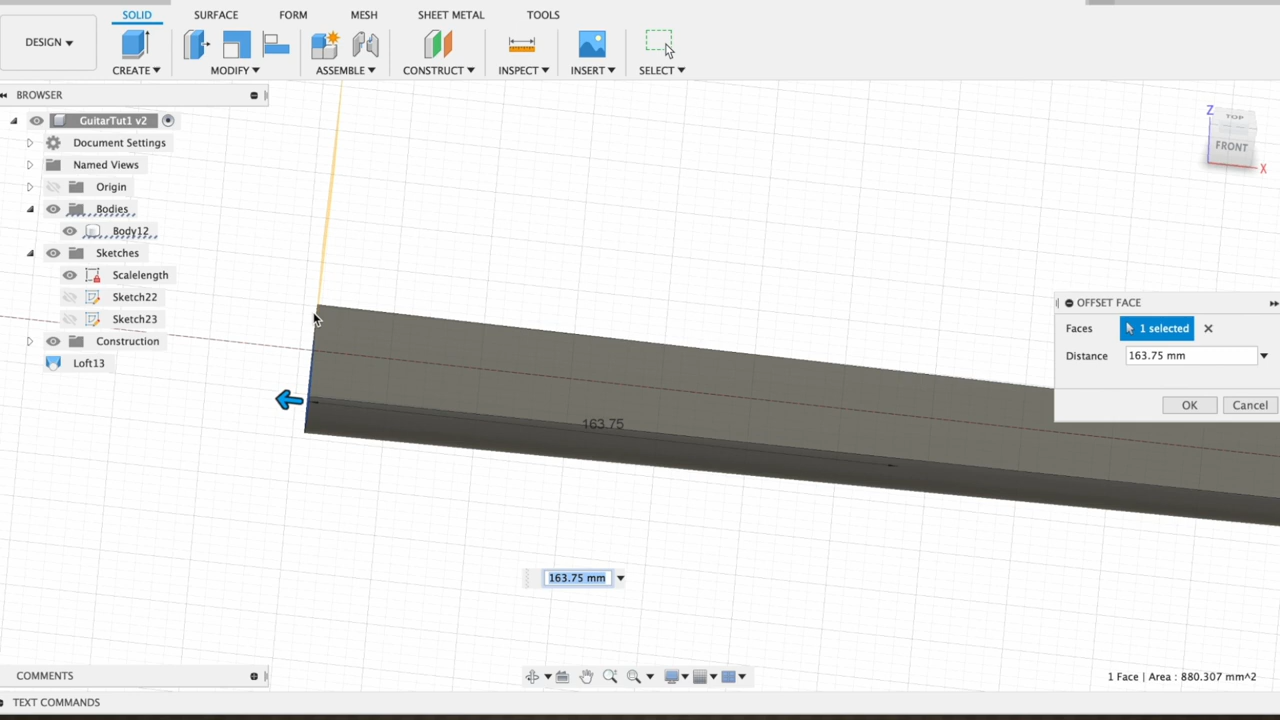 SOLID SURFACE FORM MESH SHEET METAL TOOLS
DESIGN
CREATE MODIFY ASSEMBLE CONSTRUCT INSPECT INSERT SELECT
BROWSER
GuitarTut1 v2
Document Settings
Named Views
Origin
Bodies
Body12
Sketches
Scalelength
Sketch22
Sketch23
Construction
Loft13
Z
TOP
FRONT
X
OFFSET FACE
Faces 1 selected
Distance 163.75 mm
OK Cancel
163.75
163.75 mm
COMMENTS
1 Face | Area : 880.307 mm^2
TEXT COMMANDS